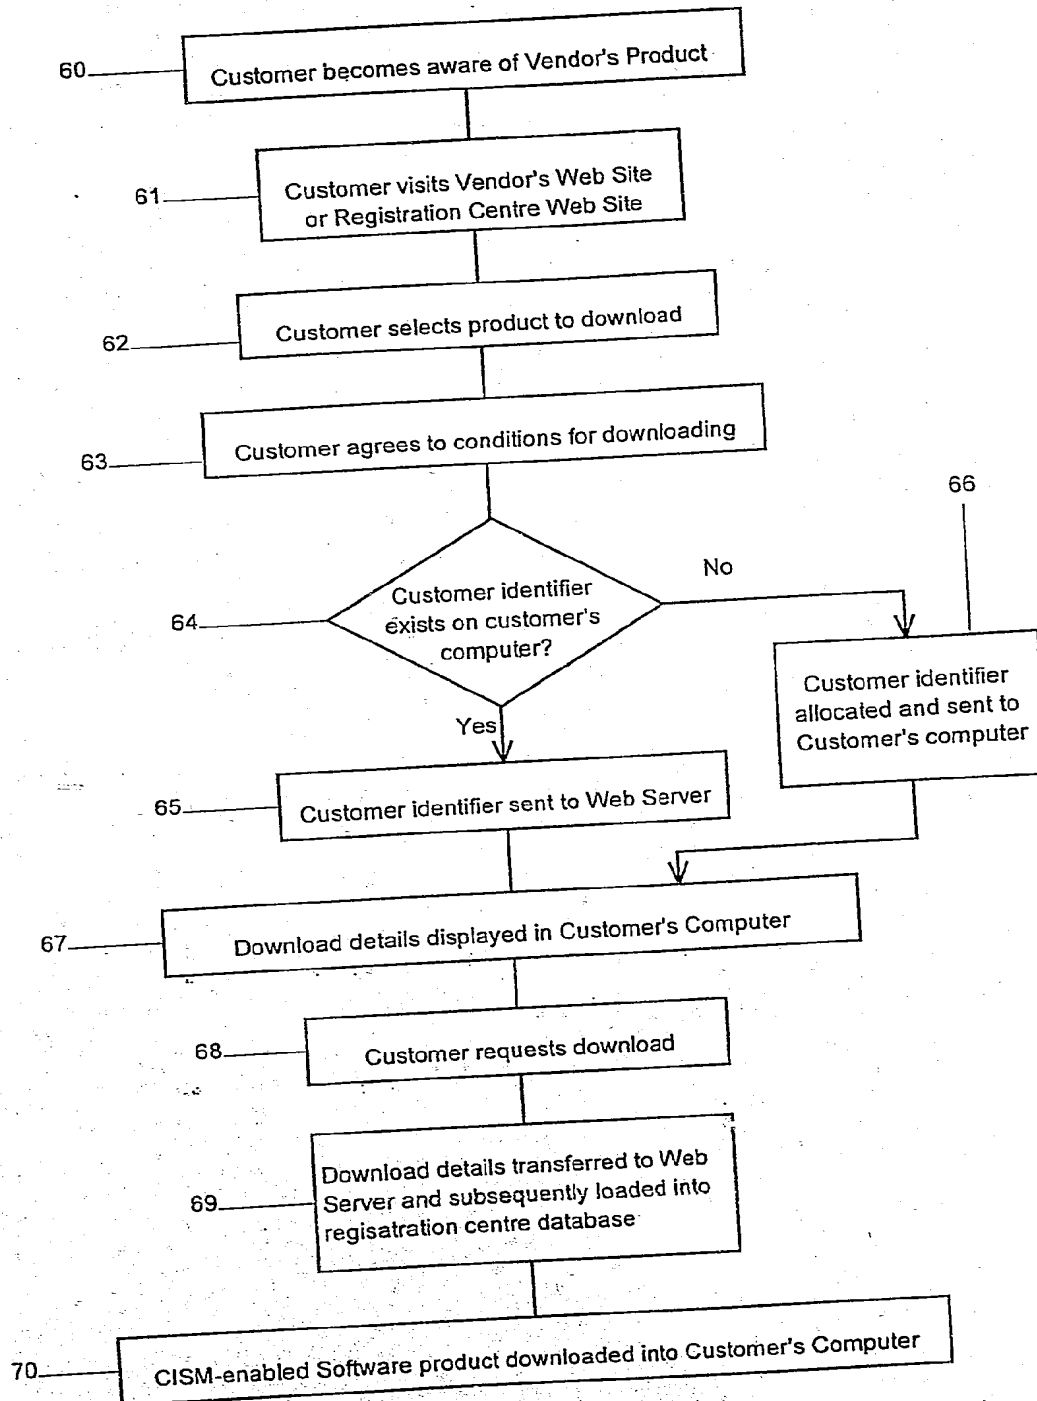 60
Customer becomes aware of Vendor's Product
61
Customer visits Vendor's Web Site
or Registration Centre Web Site
62
Customer selects product to download
63
Customer agrees to conditions for downloading
64
Customer identifier
exists on customer's
computer?
No
66
Customer identifier
allocated and sent to
Customer's computer
Yes
65
Customer identifier sent to Web Server
67
Download details displayed in Customer's Computer
68
Customer requests download
69
Download details transferred to Web
Server and subsequently loaded into
regisatration centre database
70
CISM-enabled Software product downloaded into Customer's Computer